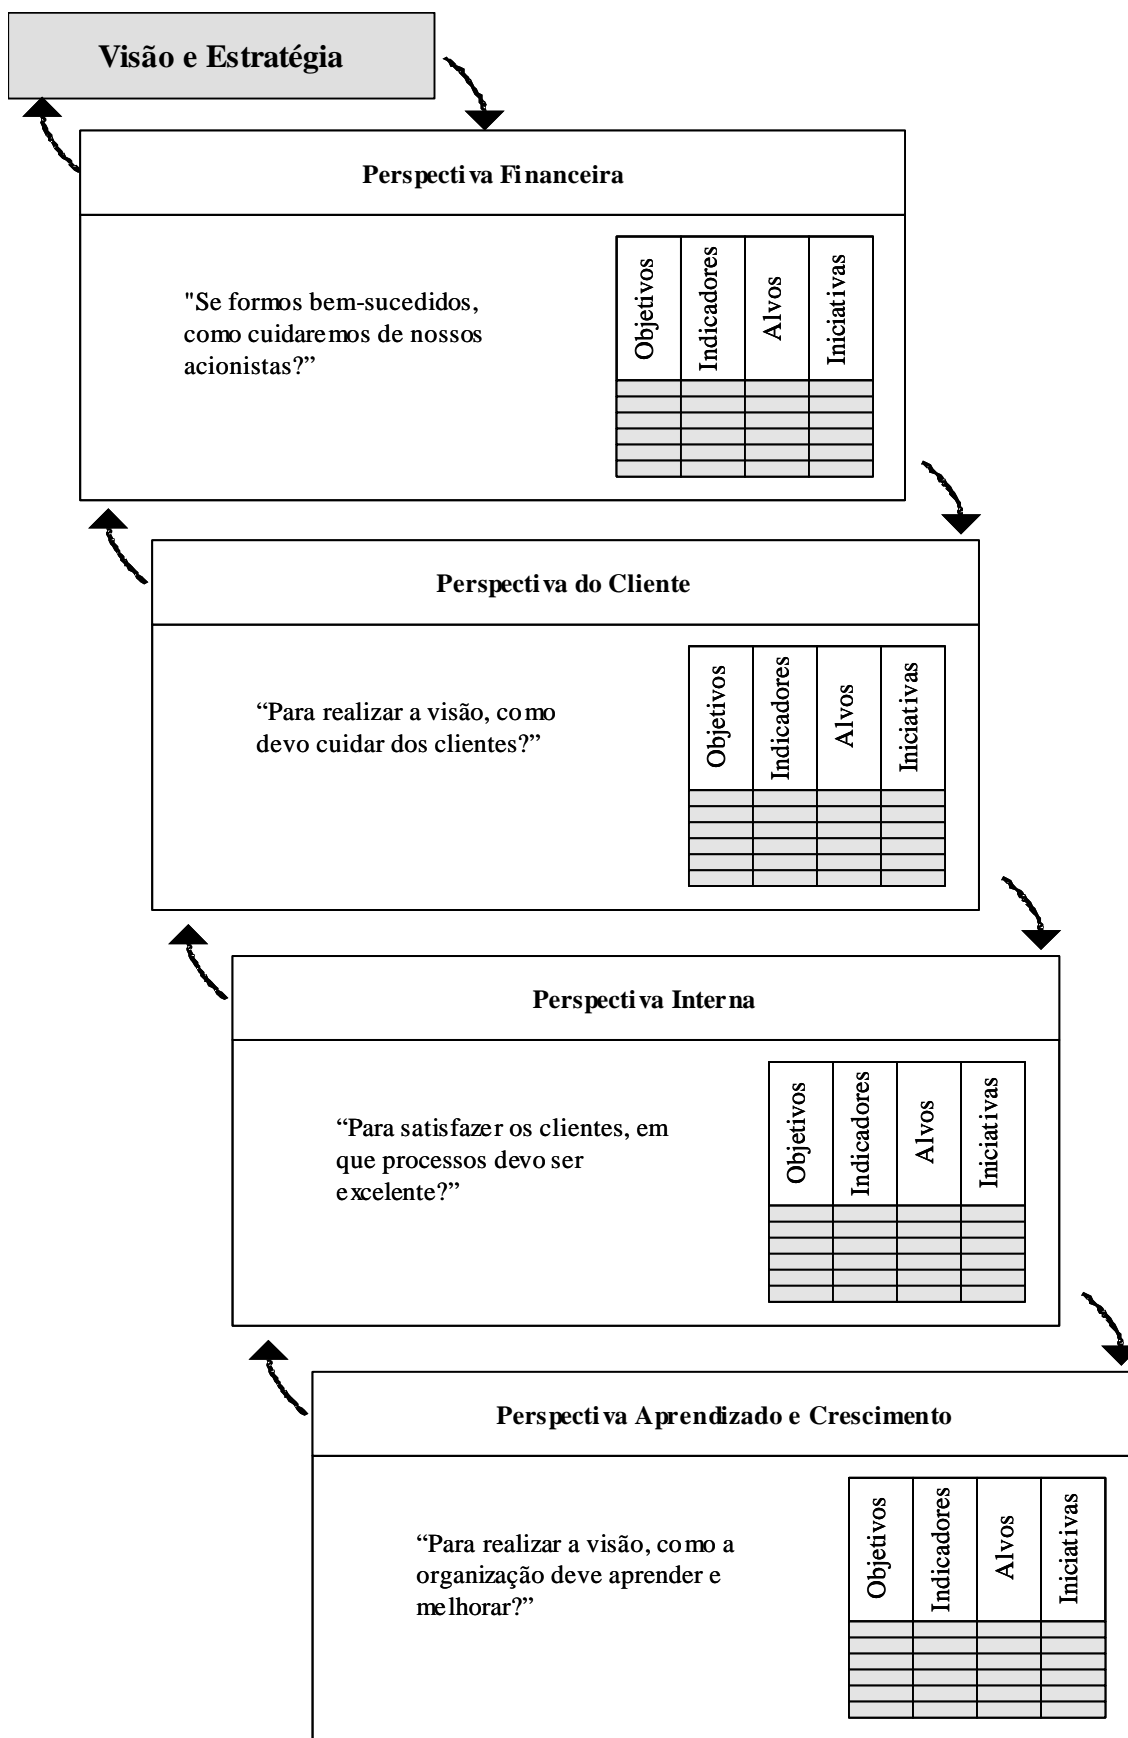 Visão e Estratégia
Perspectiva Financeira
"Se formos bem-sucedidos,
como cuidaremos de nossos
acionistas?”
Objetivos
Indicadores
Alvos
Iniciativas
Perspectiva do Cliente
“Para realizar a visão, como
devo cuidar dos clientes?”
Objetivos
Indicadores
Alvos
Iniciativas
Perspectiva Interna
“Para satisfazer os clientes, em
que processos devo ser
excelente?”
Objetivos
Indicadores
Alvos
Iniciativas
Perspectiva Aprendizado e Crescimento
“Para realizar a visão, como a
organização deve aprender e
melhorar?”
Objetivos
Indicadores
Alvos
Iniciativas